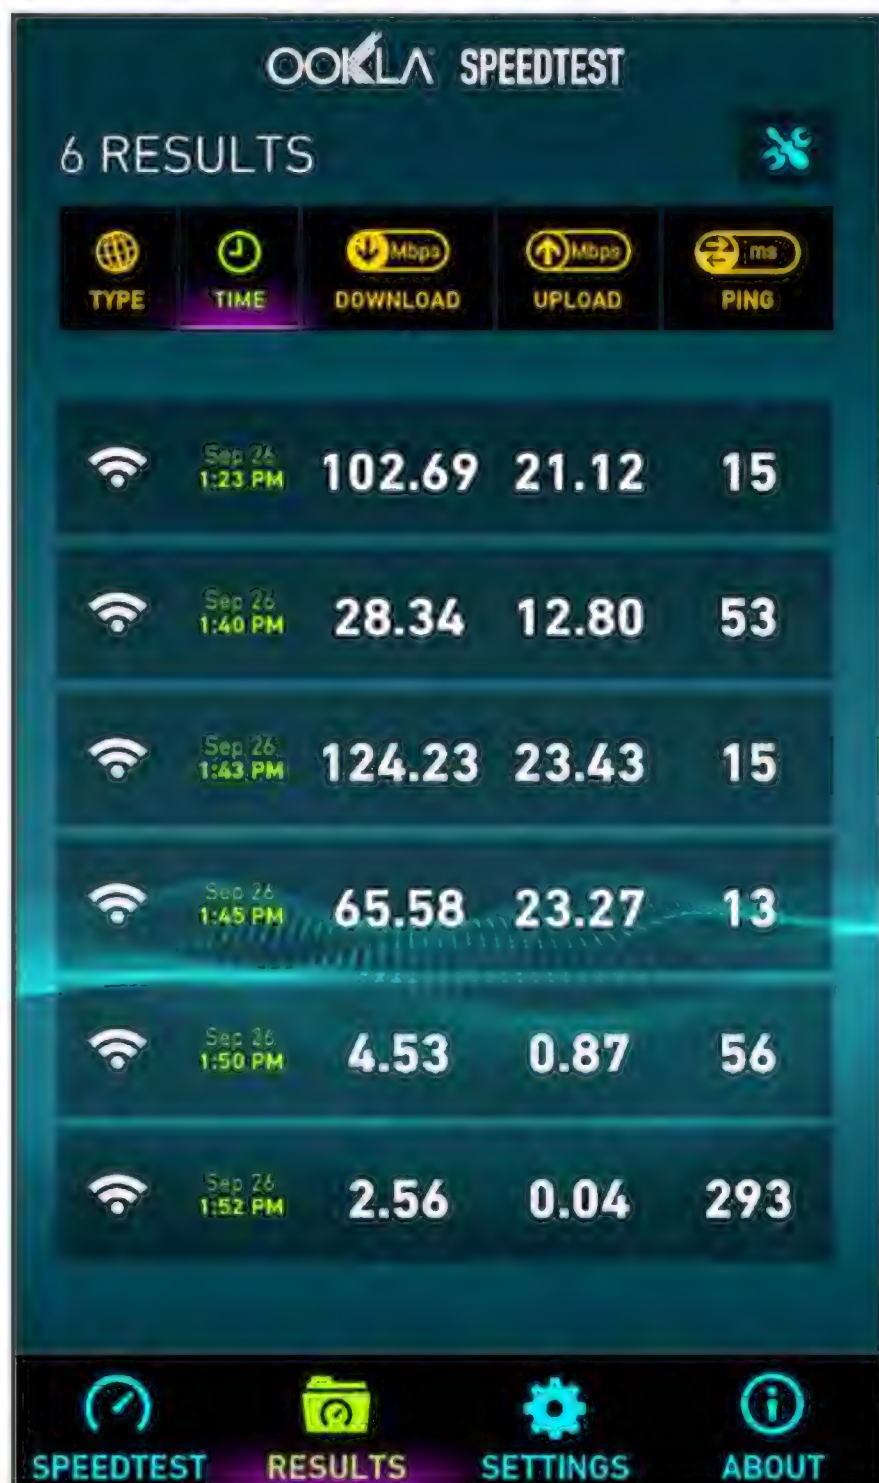 OOKLA SPEEDTEST
6 RESULTS
Mbps Mbps ms
TYPE TIME DOWNLOAD UPLOAD PING
Sep 26
1:23 PM 102.69 21.12 15
Sep 26
1:40 PM 28.34 12.80 53
Sep 26
1:43 PM 124.23 23.43 15
Sep 26
1:45 PM 65.58 23.27 13
Sep 26
1:50 PM 4.53 0.87 56
Sep 26
1:52 PM 2.56 0.04 293
SPEEDTEST RESULTS SETTINGS ABOUT